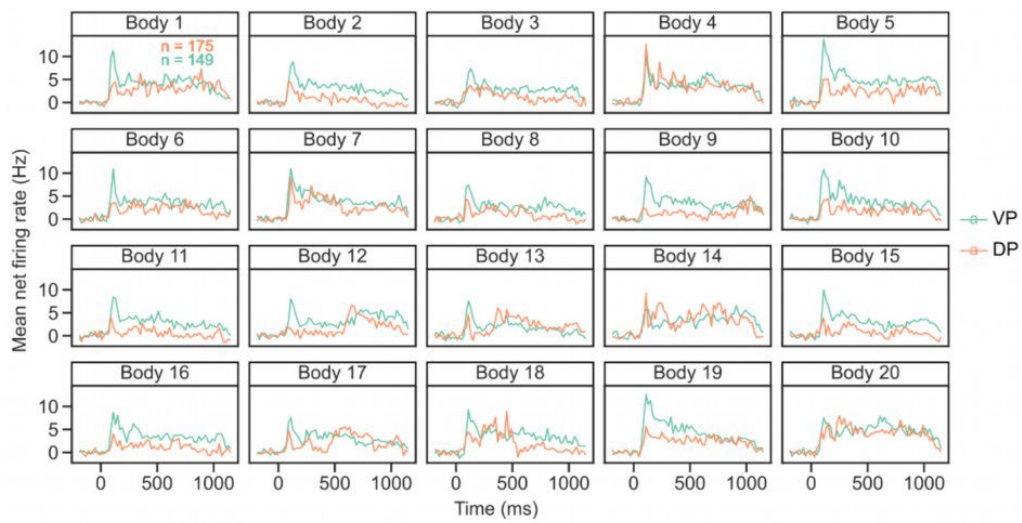 Body 1 Body 2 Body 3 Body 4 Body 5
n = 175
n = 149
10
5
0
Body 6 Body 7 Body 8 Body 9 Body 10
10
5
0
Body 11 Body 12 Body 13 Body 14 Body 15
10
5
0
Body 16 Body 17 Body 18 Body 19 Body 20
10
5
0
0 500 1000 0 500 1000 0 500 1000 0 500 1000 0 500 1000
Time (ms)
Mean net firing rate (Hz)
a VP
a DP